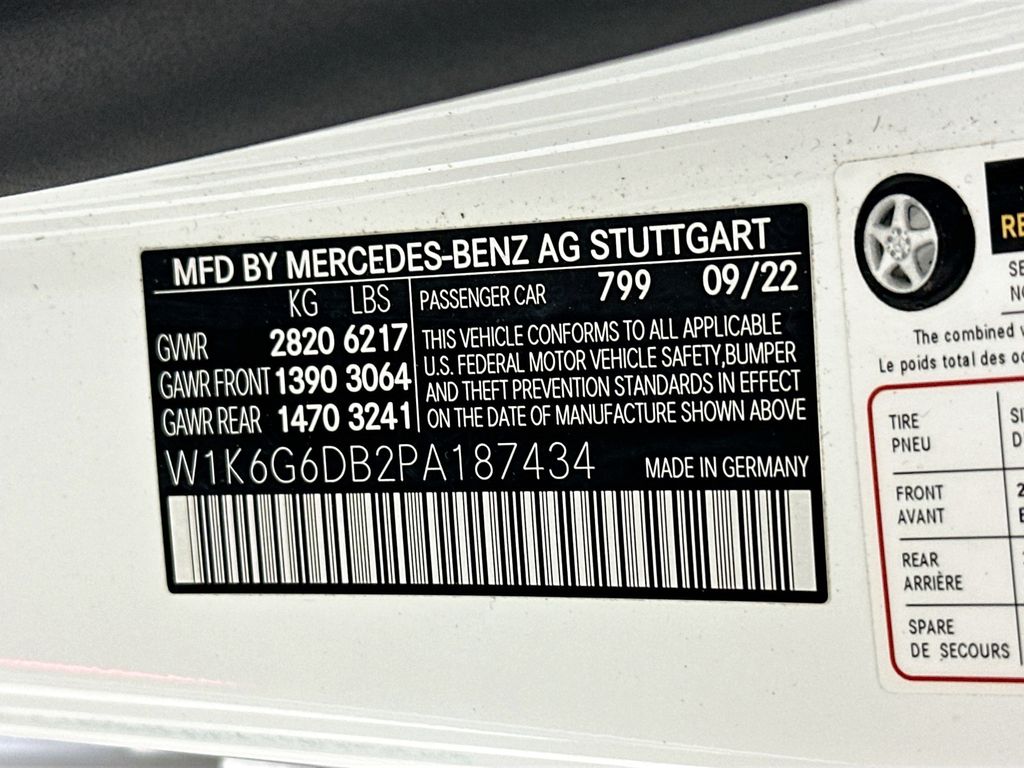 MFD BY MERCEDES-BENZ AG STUTTGART
KG LBS
GVWR 2820 6217
GAWR FRONT 1390 3064
GAWR REAR 1470 3241
PASSENGER CAR 799 09/22
THIS VEHICLE CONFORMS TO ALL APPLICABLE
U.S. FEDERAL MOTOR VEHICLE SAFETY,BUMPER
AND THEFT PREVENTION STANDARDS IN EFFECT
ON THE DATE OF MANUFACTURE SHOWN ABOVE
W1K6G6DB2PA187434 MADE IN GERMANY
The combined
Le poids total des
TIRE
PNEU
FRONT
AVANT
REAR
ARRIÈRE
SPARE
DE SECOURS